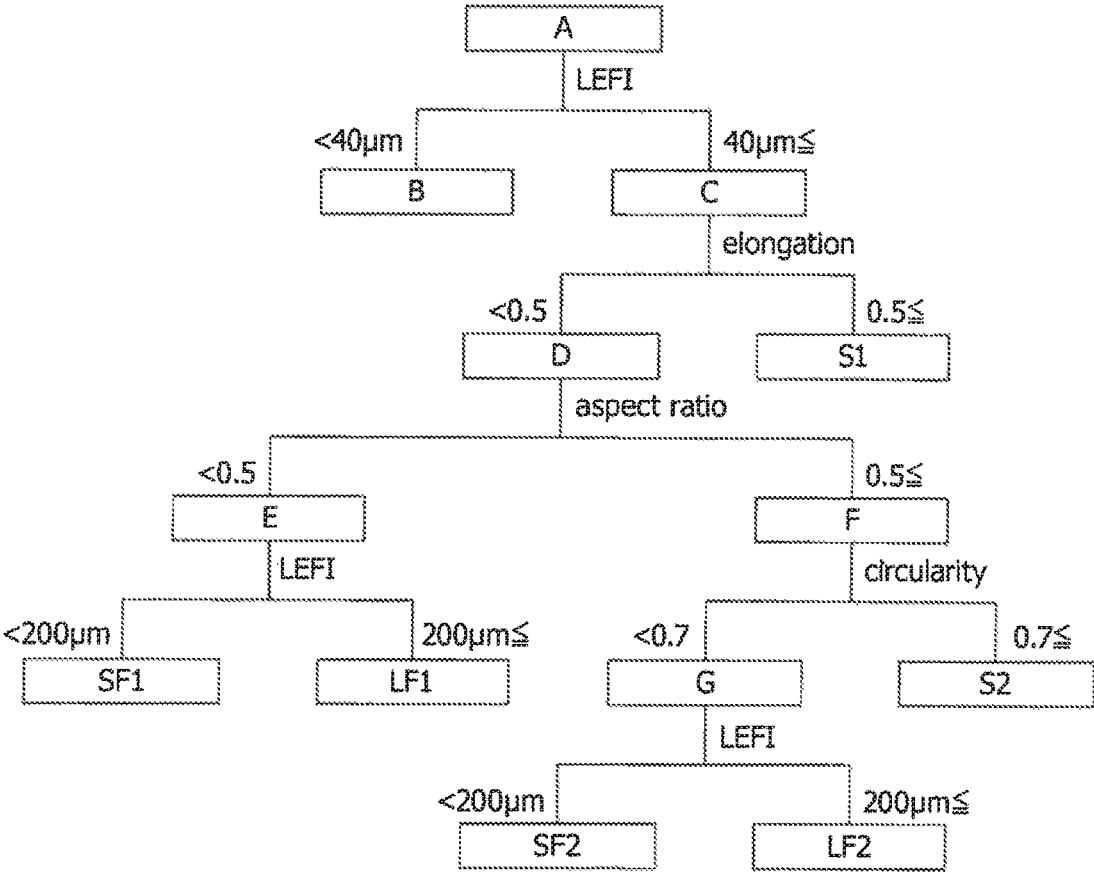 A
LEFI
<40μm 40μm≦
B C
elongation
<0.5 0.5≦
D S1
aspect ratio
<0.5 0.5≦
E F
LEFI circularity
<200μm 200μm≦ <0.7 0.7≦
SF1 LF1 G S2
LEFI
<200μm 200μm≦
SF2 LF2